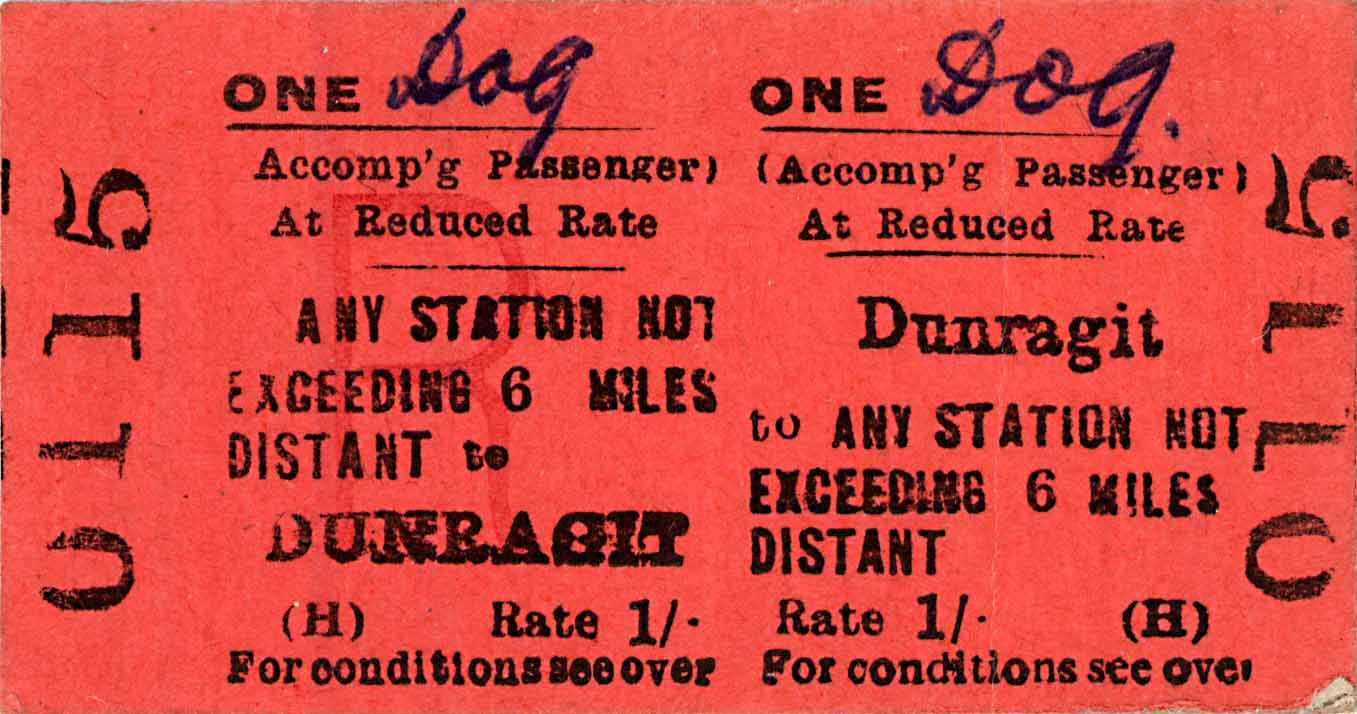 0115
ONE Dog
Accomp'g Passenger)
At Reduced Rate
R
ANY STATION NOT
EXCEEDING 6 MILES
DISTANT to
DUNRAGIT
(H) Rate 1/-
For conditions see over
ONE Dog.
(Accomp'g Passenger)
At Reduced Rate
Dunragit
to ANY STATION NOT
EXCEEDING 6 MILES
DISTANT
Rate 1/- (H)
For conditions see over
0115